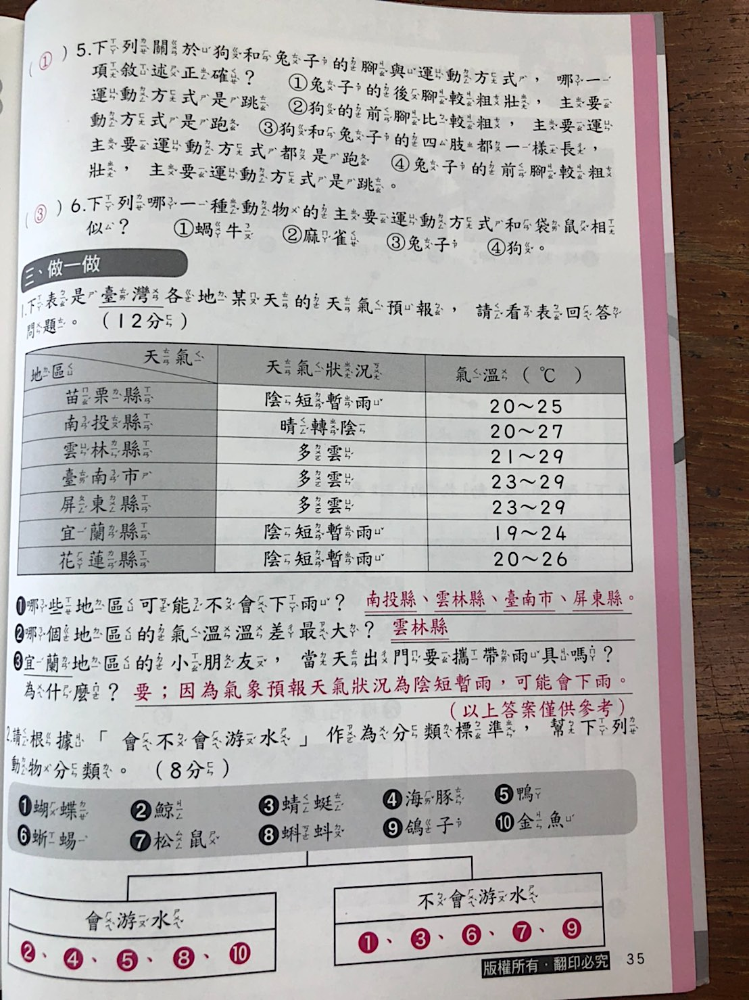 ( ① ) 5.下列關於狗和兔子的腳與運動方式，哪一
項敘述正確？ ①兔子的後腳較粗壯，主要
運動方式是跳 ②狗的前腳比較粗，主要運
動方式是跑 ③狗和兔子的四肢都一樣長，
主要運動方式都是跑 ④兔子的前腳較粗
壯，主要運動方式是跳。
( ③ ) 6.下列哪一種動物的主要運動方式和袋鼠相
似？ ①蝸牛 ②麻雀 ③兔子 ④狗。
三、做一做
1.下表是臺灣各地某天的天氣預報，請看表回答
問題。（12分）
天氣 地區 天氣狀況 氣溫（℃）
苗栗縣 陰短暫雨 20～25
南投縣 晴轉陰 20～27
雲林縣 多雲 21～29
臺南市 多雲 23～29
屏東縣 多雲 23～29
宜蘭縣 陰短暫雨 19～24
花蓮縣 陰短暫雨 20～26
❶哪些地區可能不會下雨？ 南投縣、雲林縣、臺南市、屏東縣。
❷哪個地區的氣溫溫差最大？ 雲林縣
❸宜蘭地區的小朋友，當天出門要攜帶雨具嗎？
為什麼？ 要；因為氣象預報天氣狀況為陰短暫雨，可能會下雨。
（以上答案僅供參考）
2.請根據「會不會游水」作為分類標準，幫下列
動物分類。（8分）
❶蝴蝶 ❷鯨 ❸蜻蜓 ❹海豚 ❺鴨
❻蜥蜴 ❼松鼠 ❽蝌蚪 ❾鴿子 ❿金魚
會游水 不會游水
❷、❹、❺、❽、❿ ❶、❸、❻、❼、❾
版權所有・翻印必究 35